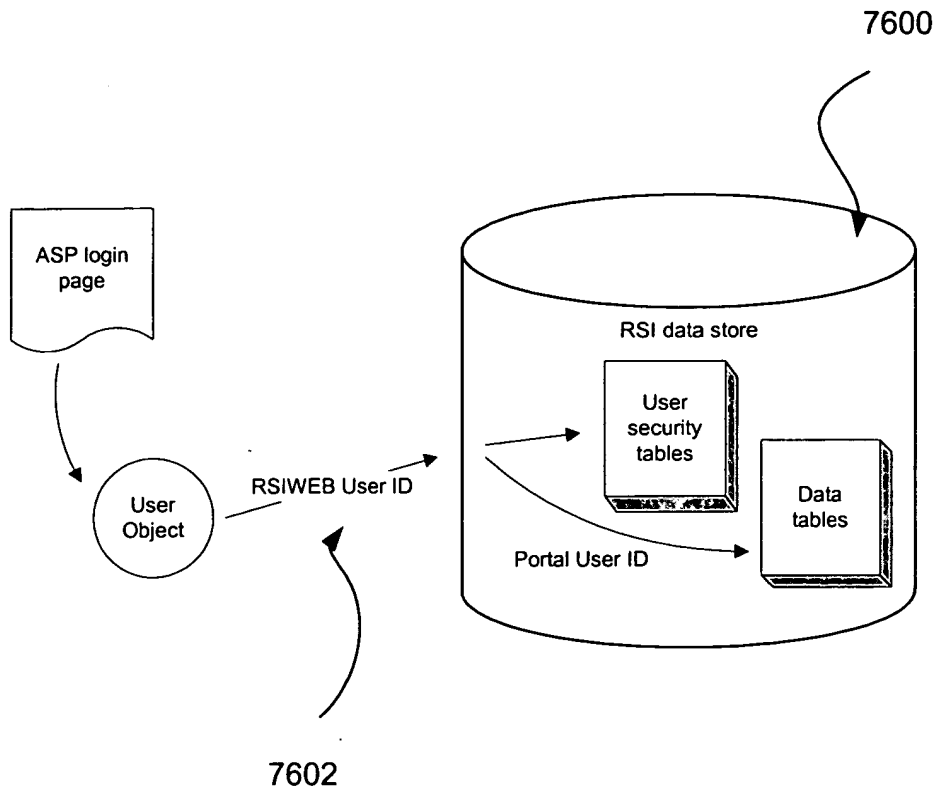 7600
ASP login
page
RSI data store
User
security
tables
RSIWEB User ID
User
Object
Data
tables
Portal User ID
7602